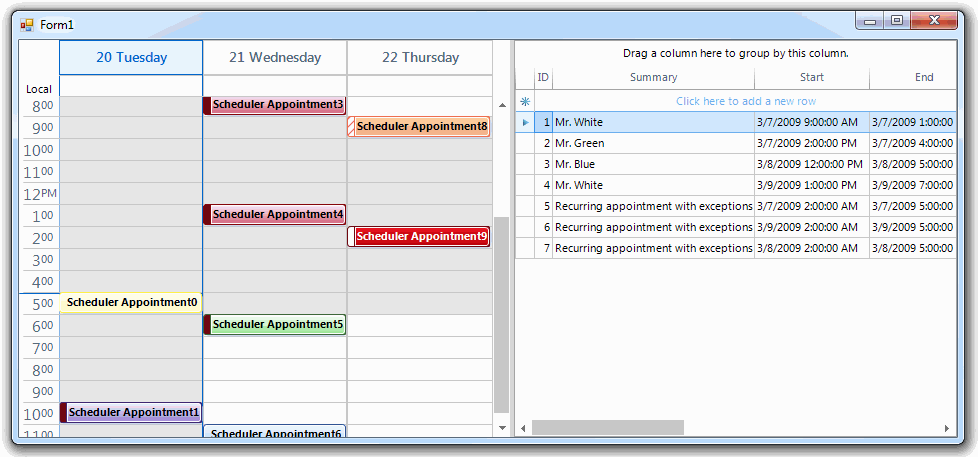 Form1
20 Tuesday 21 Wednesday 22 Thursday
Local
8 00 Scheduler Appointment3
9 00 Scheduler Appointment8
10 00
11 00
12 PM
1 00 Scheduler Appointment4
2 00 Scheduler Appointment9
3 00
4 00
5 00 Scheduler Appointment0
6 00 Scheduler Appointment5
7 00
8 00
9 00
10 00 Scheduler Appointment1
11 00 Scheduler Appointment6
Drag a column here to group by this column.
ID Summary Start End
Click here to add a new row
1 Mr. White 3/7/2009 9:00:00 AM 3/7/2009 1:00:00
2 Mr. Green 3/7/2009 2:00:00 PM 3/7/2009 4:00:00
3 Mr. Blue 3/8/2009 12:00:00 PM 3/8/2009 5:00:00
4 Mr. White 3/9/2009 1:00:00 PM 3/9/2009 7:00:00
5 Recurring appointment with exceptions 3/7/2009 2:00:00 AM 3/7/2009 5:00:00
6 Recurring appointment with exceptions 3/9/2009 2:00:00 AM 3/9/2009 5:00:00
7 Recurring appointment with exceptions 3/8/2009 2:00:00 AM 3/8/2009 5:00:00